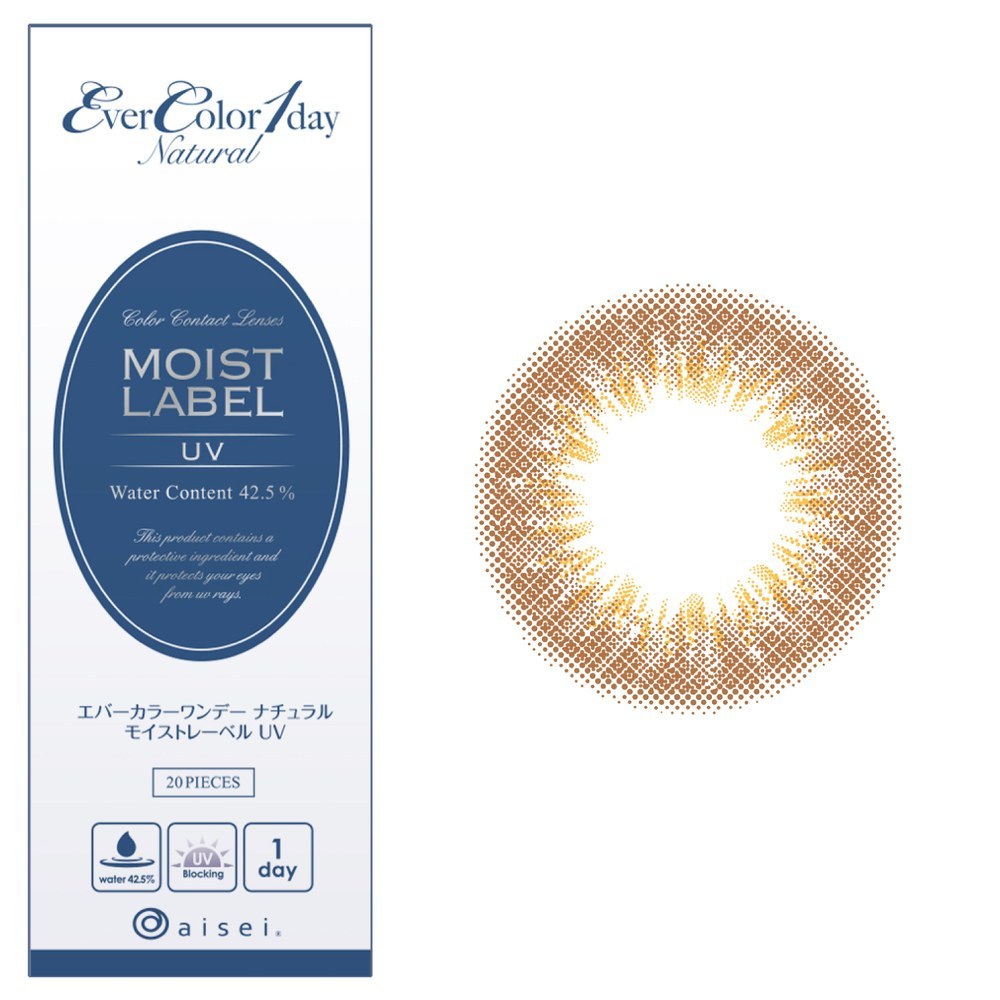 EverColor1day
Natural
Color Contact Lenses
MOIST
LABEL
UV
Water Content 42.5%
This product contains a
protective ingredient and
it protects your eyes
from uv rays.
エバーカラーワンデー ナチュラル
モイストレーベル UV
20PIECES
water 42.5%
UV
Blocking
1
day
aisei®